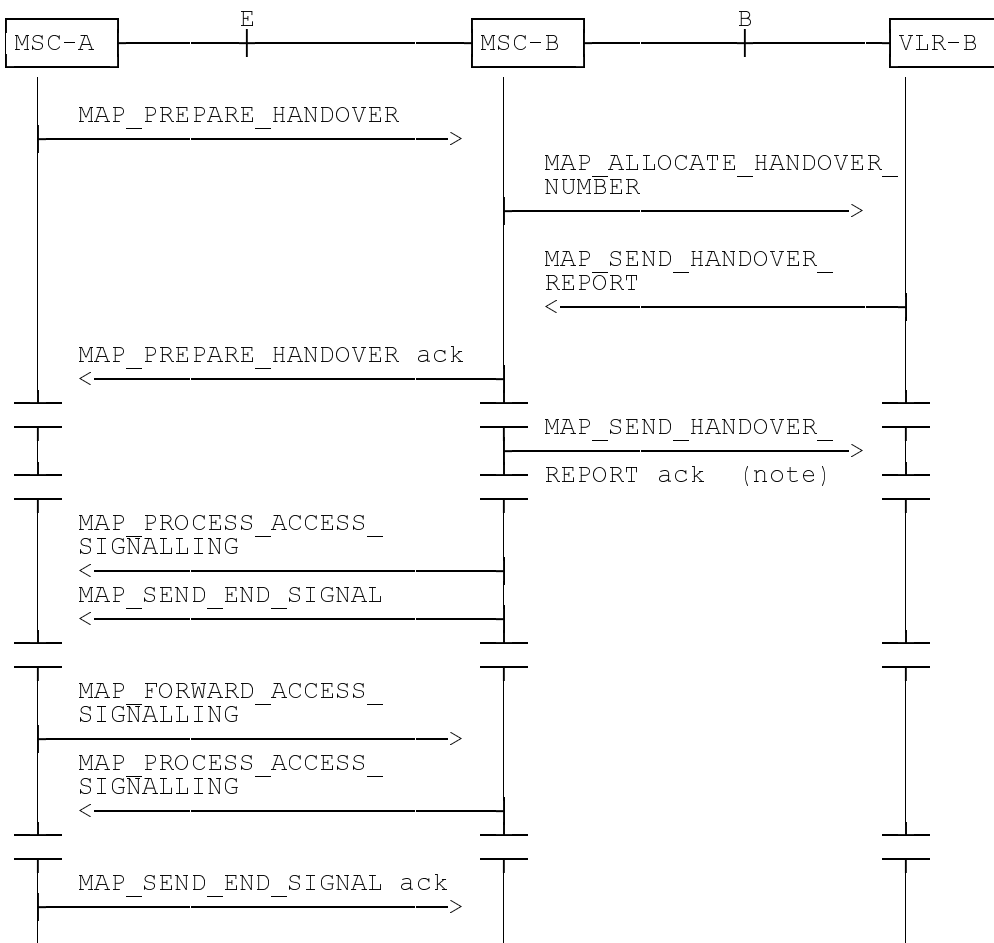 E B
MSC-A MSC-B VLR-B
MAP_PREPARE_HANDOVER
MAP_ALLOCATE_HANDOVER_
NUMBER
MAP_SEND_HANDOVER_
REPORT
MAP_PREPARE_HANDOVER ack
MAP_SEND_HANDOVER_
REPORT ack (note)
MAP_PROCESS_ACCESS_
SIGNALLING
MAP_SEND_END_SIGNAL
MAP_FORWARD_ACCESS_
SIGNALLING
MAP_PROCESS_ACCESS_
SIGNALLING
MAP_SEND_END_SIGNAL ack